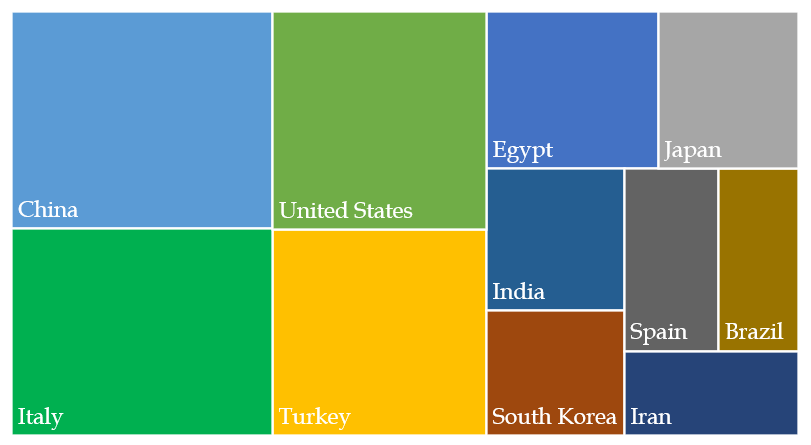 China
United States
Egypt
Japan
India
Spain
Brazil
Italy
Turkey
South Korea
Iran